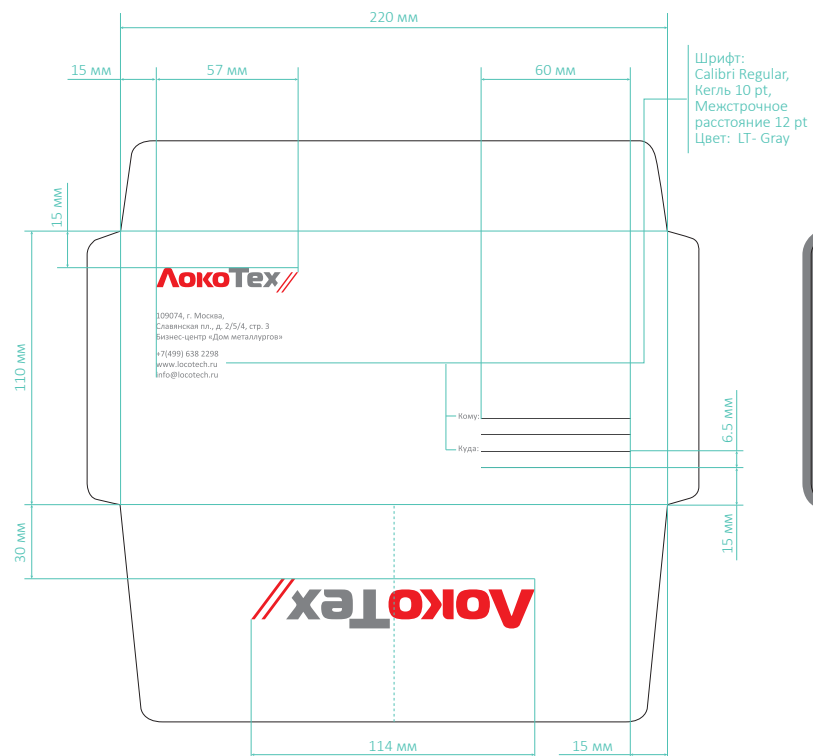 220 мм
15 мм
57 мм
60 мм
Шрифт:
Calibri Regular,
Кегль 10 pt,
Межстрочное
расстояние 12 pt
Цвет: LT- Gray
15 мм
ЛокоТех
109074, г. Москва,
Славянская пл., д. 2/5/4, стр. 3
Бизнес-центр «Дом металлургов»
+7(499) 638 2298
www.locotech.ru
info@locotech.ru
110 мм
Кому:
Куда:
6.5 мм
15 мм
30 мм
ЛокоТех
114 мм
15 мм